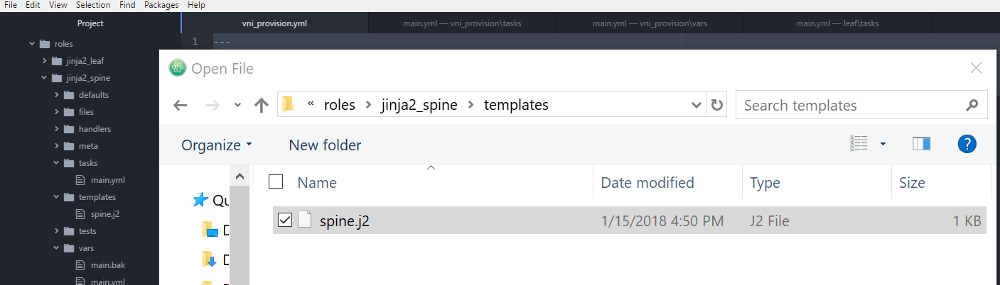 File Edit View Selection Find Packages Help
Project
vni_provision.yml
main.yml — vni_provision\tasks
main.yml — vni_provision\vars
main.yml — leaf\tasks
roles
jinja2_leaf
jinja2_spine
defaults
files
handlers
meta
tasks
main.yml
templates
spine.j2
tests
vars
main.bak
main.yml
1 ---
Open File
« roles > jinja2_spine > templates
Search templates
Organize
New folder
?
Name Date modified Type Size
Qu
D
D
spine.j2 1/15/2018 4:50 PM J2 File 1 KB